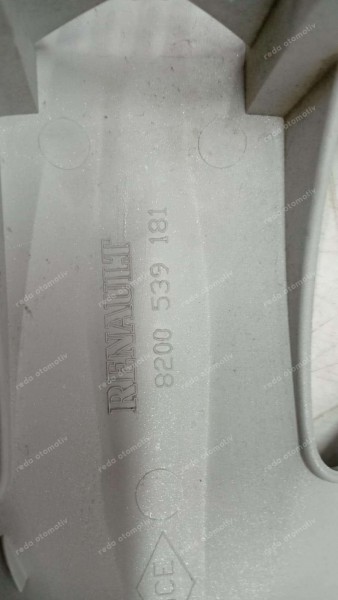 RENAULT
8200 539 181
redo otomotiv